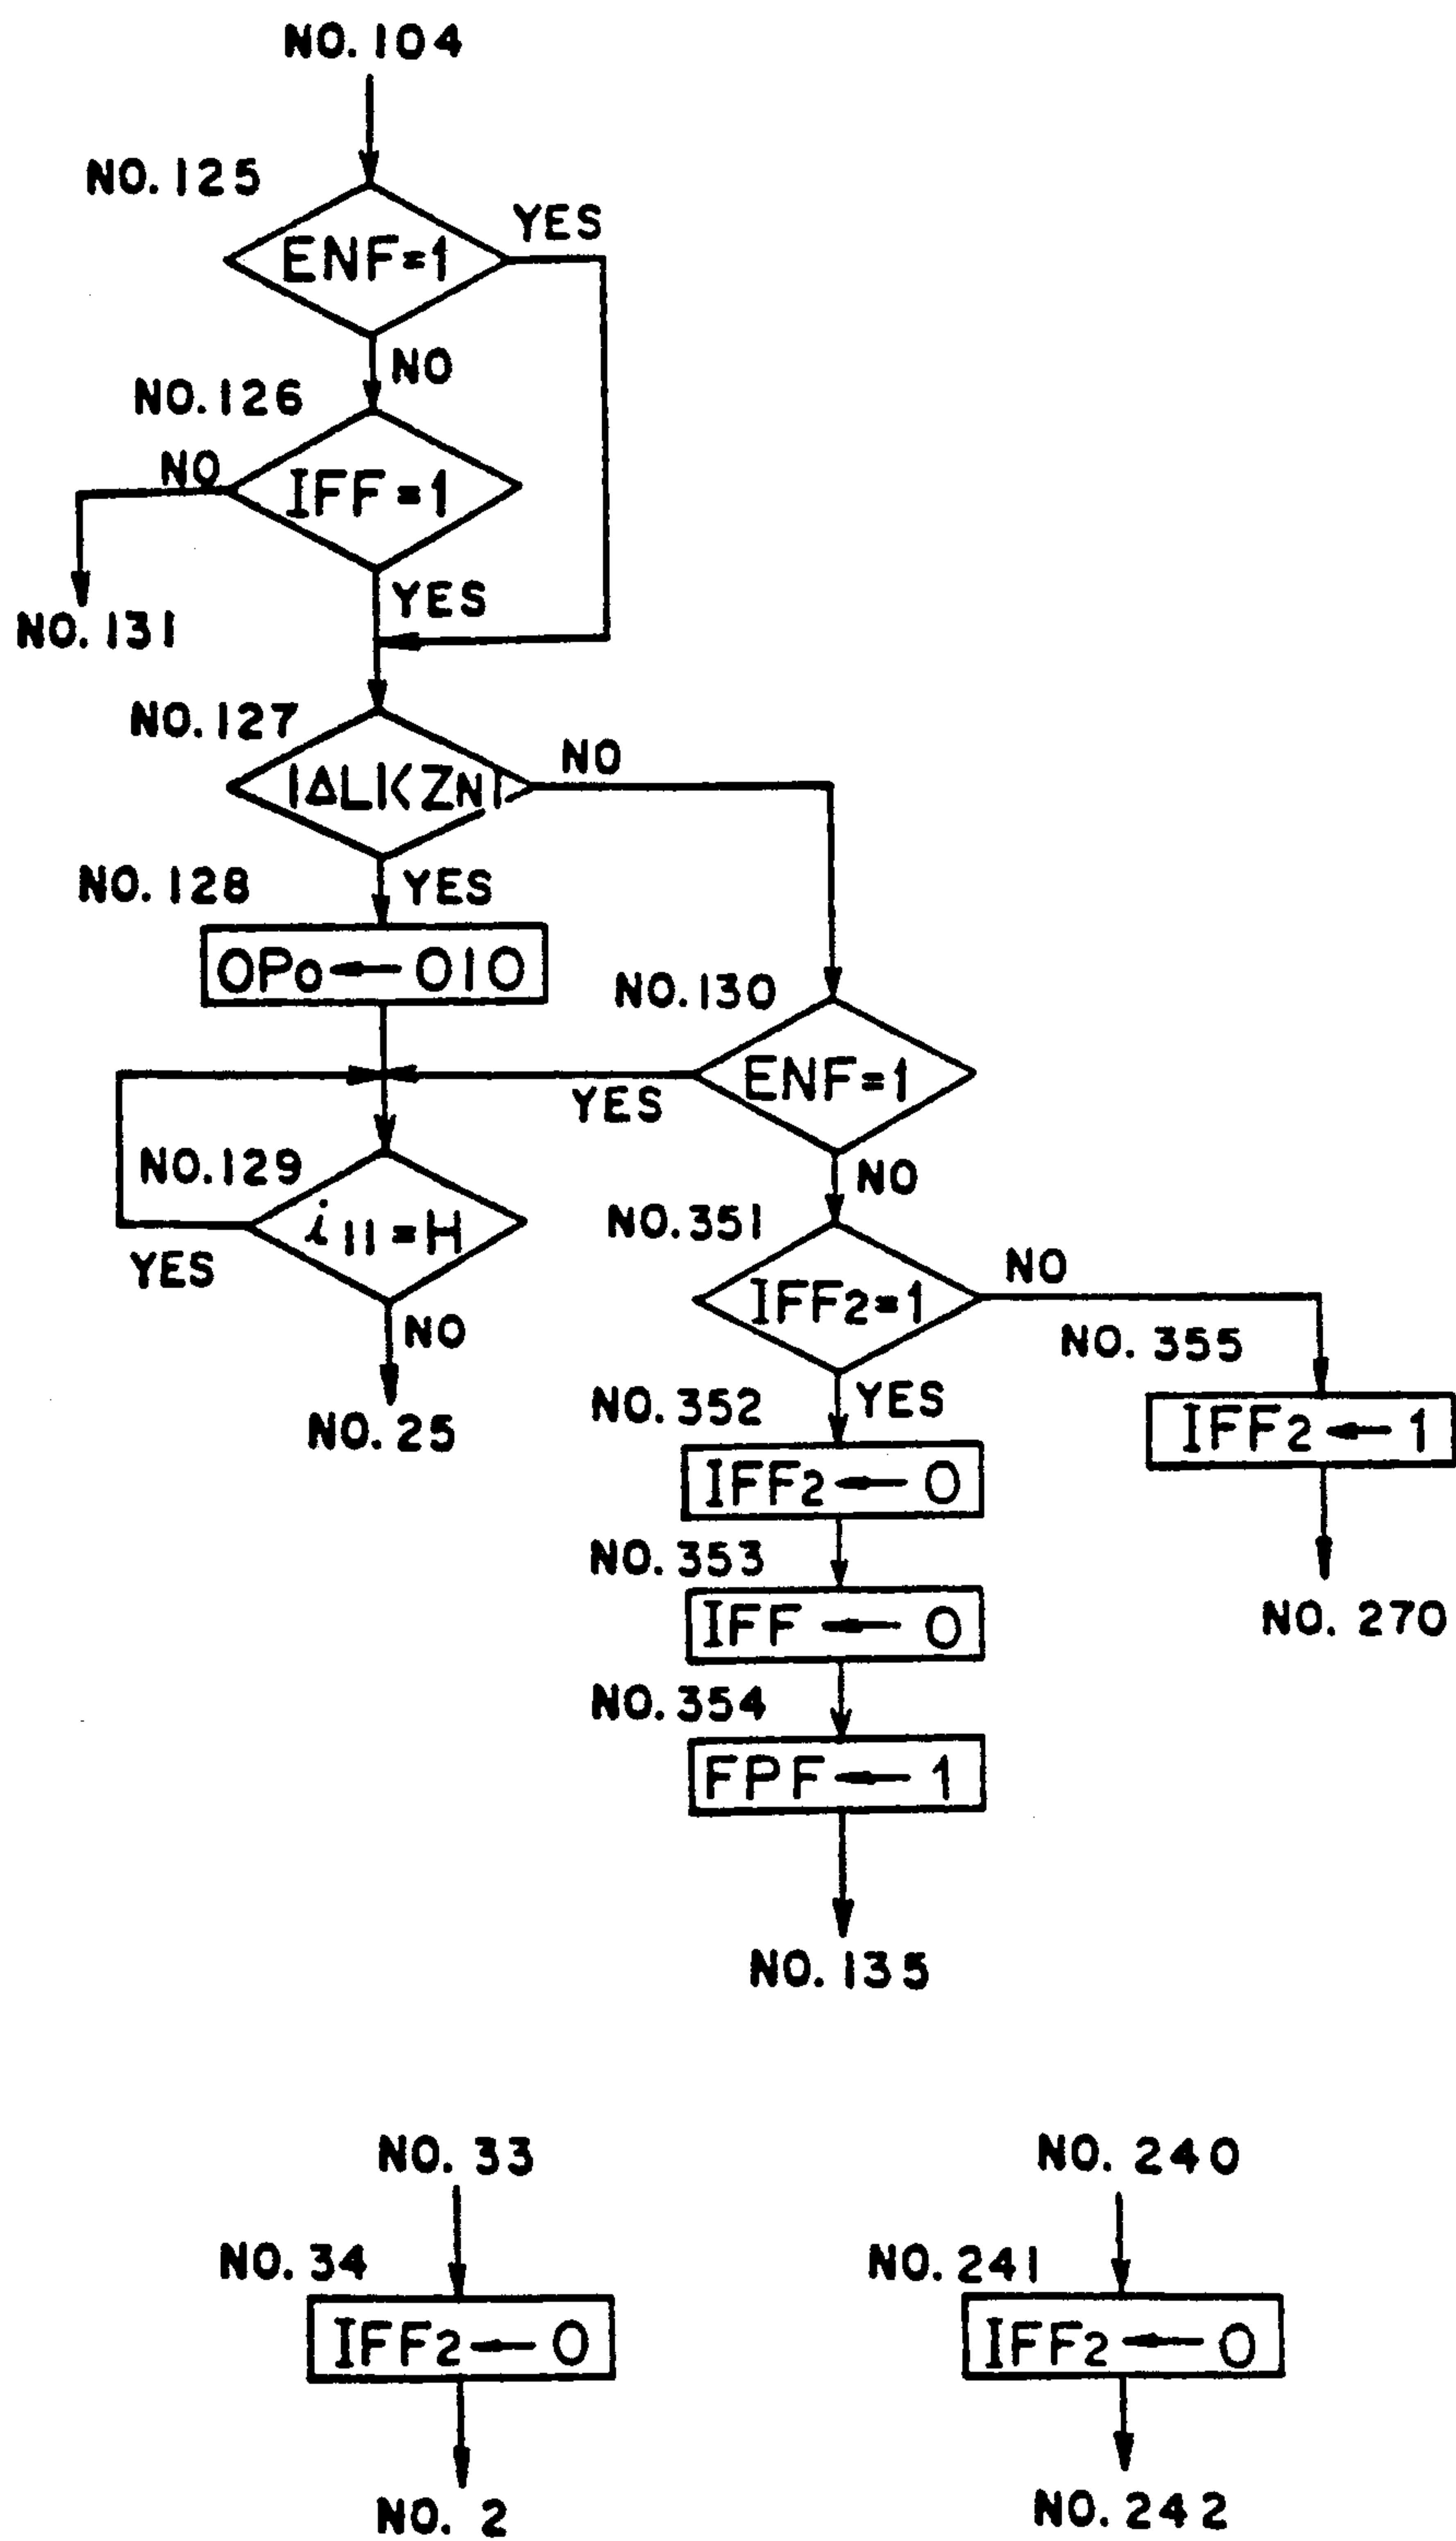 NO. 104
NO. 125
YES
ENF=1
NO
NO. 126
NO
IFF=1
YES
NO. 131
NO. 127
NO
|ΔL|<ZN1
NO. 128
YES
OPo ← 010
NO. 130
ENF=1
YES
NO. 129
NO
i11=H
NO. 351
YES
NO
IFF2=1
NO
NO. 355
NO. 25
NO. 352
YES
IFF2 ← 1
IFF2 ← 0
NO. 353
NO. 270
IFF ← 0
NO. 354
FPF ← 1
NO. 135
NO. 33
NO. 240
NO. 34
NO. 241
IFF2 ← 0
IFF2 ← 0
NO. 2
NO. 242